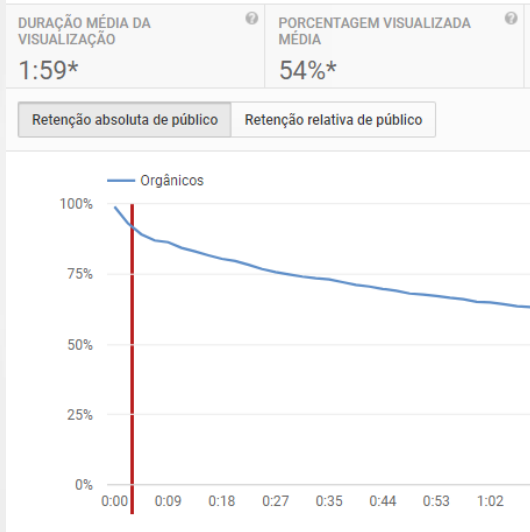 DURAÇÃO MÉDIA DA
VISUALIZAÇÃO
1:59*
PORCENTAGEM VISUALIZADA
MÉDIA
54%*
Retenção absoluta de público
Retenção relativa de público
Orgânicos
100%
75%
50%
25%
0%
0:00 0:09 0:18 0:27 0:35 0:44 0:53 1:02